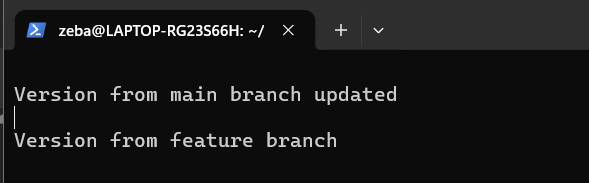 zeba@LAPTOP-RG23S66H: ~/
Version from main branch updated
Version from feature branch